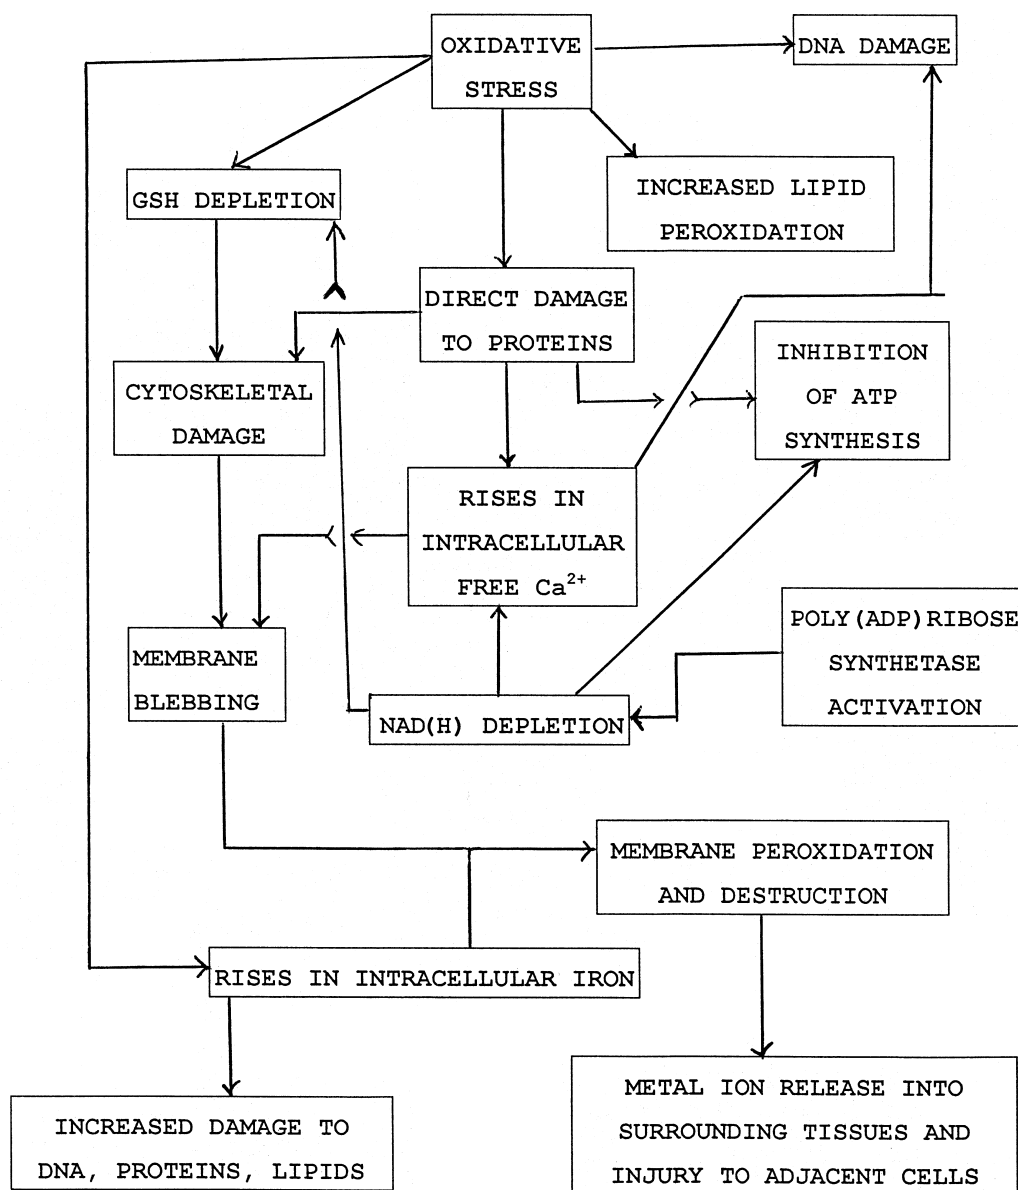 OXIDATIVE
STRESS
DNA DAMAGE
GSH DEPLETION
INCREASED LIPID
PEROXIDATION
DIRECT DAMAGE
TO PROTEINS
INHIBITION
OF ATP
SYNTHESIS
CYTOSKELETAL
DAMAGE
RISES IN
INTRACELLULAR
FREE Ca²⁺
POLY(ADP)RIBOSE
SYNTHETASE
ACTIVATION
MEMBRANE
BLEBBING
NAD(H) DEPLETION
MEMBRANE PEROXIDATION
AND DESTRUCTION
RISES IN INTRACELLULAR IRON
INCREASED DAMAGE TO
DNA, PROTEINS, LIPIDS
METAL ION RELEASE INTO
SURROUNDING TISSUES AND
INJURY TO ADJACENT CELLS